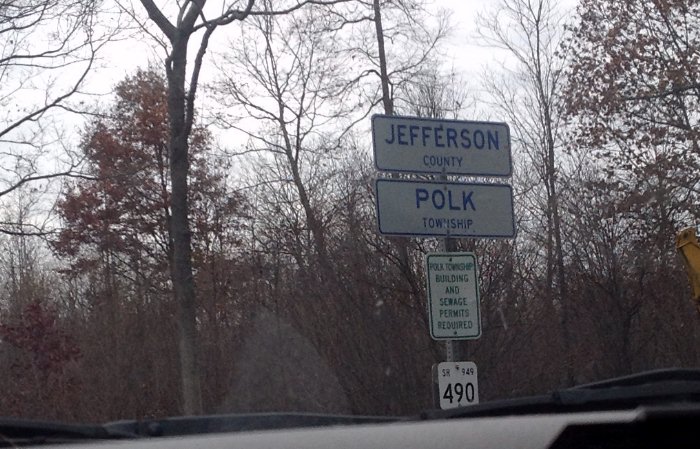 JEFFERSON
COUNTY
POLK
TOWNSHIP
POLK TOWNSHIP
BUILDING
AND
SEWAGE
PERMITS
REQUIRED
SR 949
490